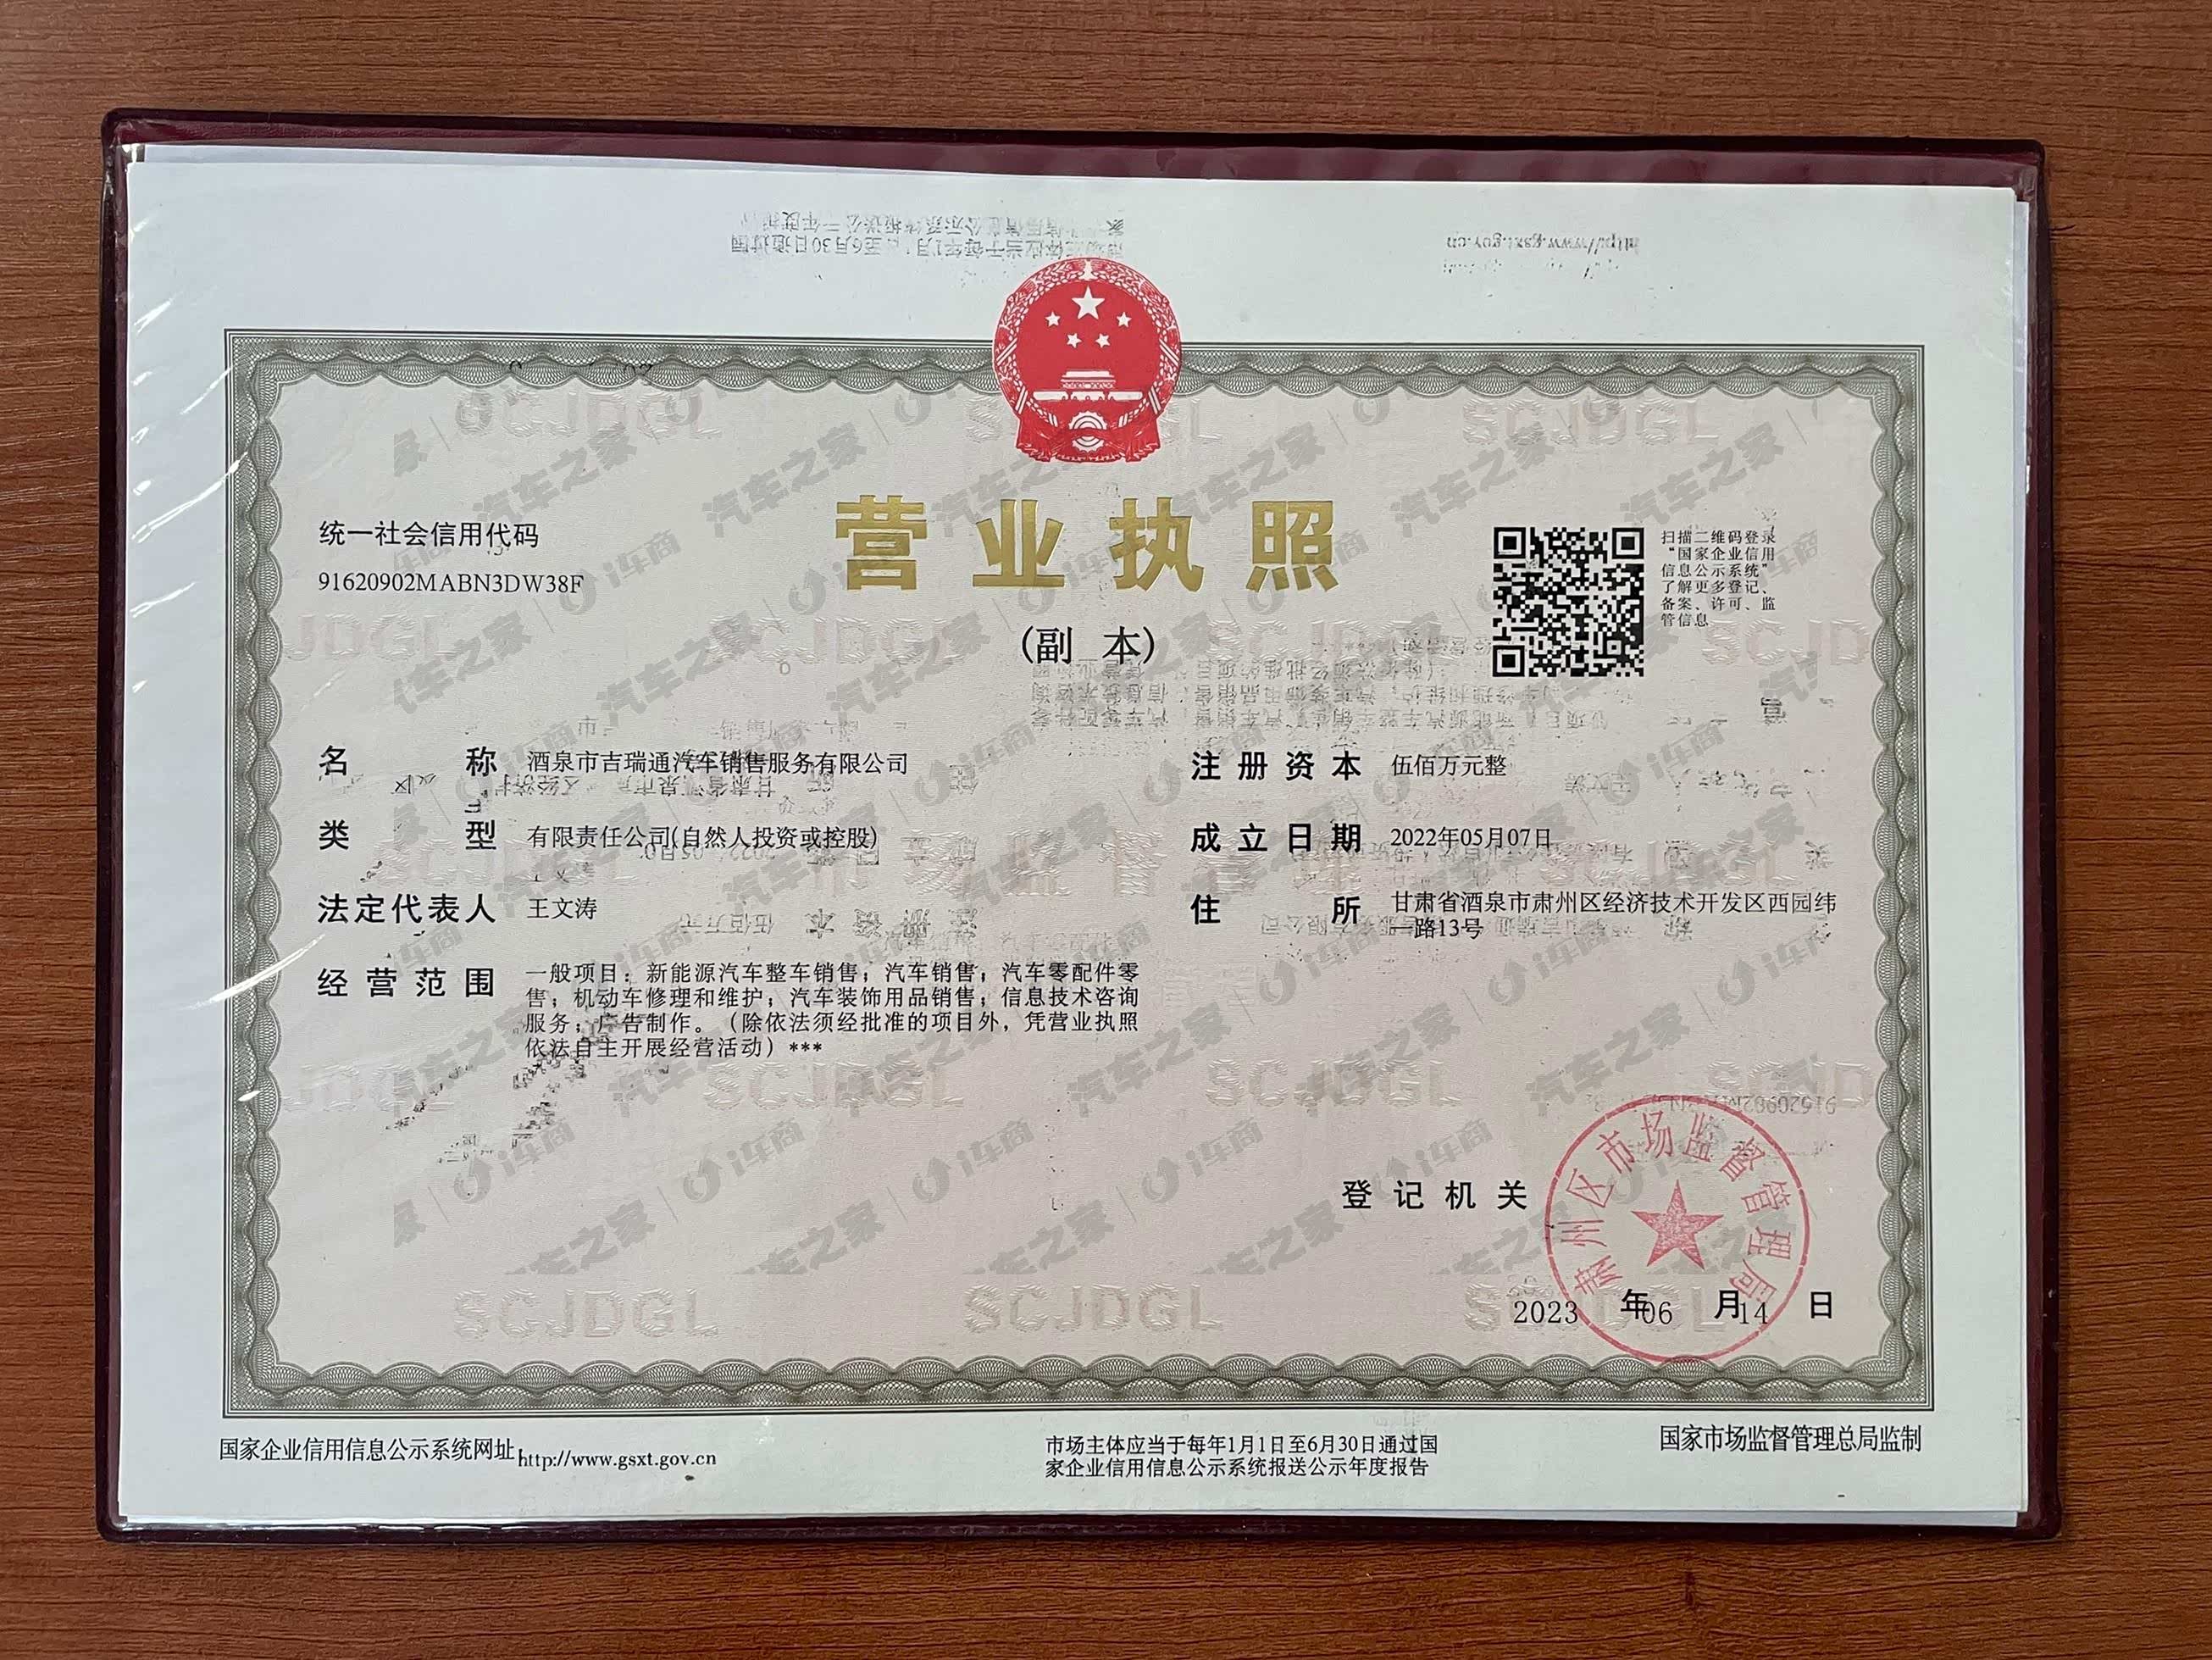 营业执照
(副 本)
统一社会信用代码
91620902MABN3DW38F
扫描二维码登录
“国家企业信用
信息公示系统”
了解更多登记、
备案、许可、监
管信息
名称 酒泉市吉瑞通汽车销售服务有限公司
类型 有限责任公司(自然人投资或控股)
法定代表人 王文涛
经营范围 一般项目：新能源汽车整车销售；汽车销售；汽车零配件零
售；机动车修理和维护；汽车装饰用品销售；信息技术咨询
服务；广告制作。（除依法须经批准的项目外，凭营业执照
依法自主开展经营活动）***
注册资本 伍佰万元整
成立日期 2022年05月07日
住所 甘肃省酒泉市肃州区经济技术开发区西园纬
一路13号
登记机关
肃州区市场监督管理局
2023 年06 月14 日
国家企业信用信息公示系统网址:http://www.gsxt.gov.cn
市场主体应当于每年1月1日至6月30日通过国
家企业信用信息公示系统报送公示年度报告
国家市场监督管理总局监制
SCJDGL
汽车之家
i车商